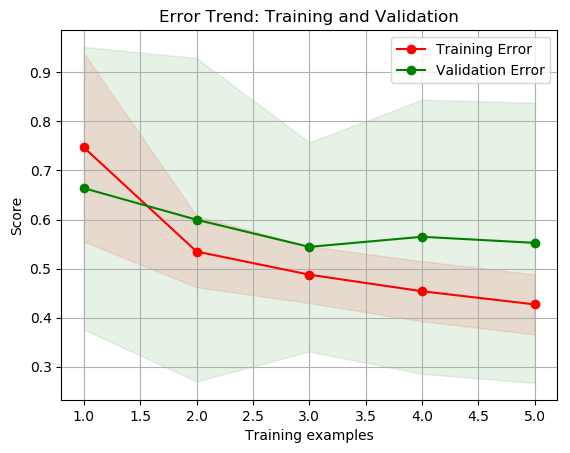 Error Trend: Training and Validation
Training Error
Validation Error
Score
0.9
0.8
0.7
0.6
0.5
0.4
0.3
1.0 1.5 2.0 2.5 3.0 3.5 4.0 4.5 5.0
Training examples